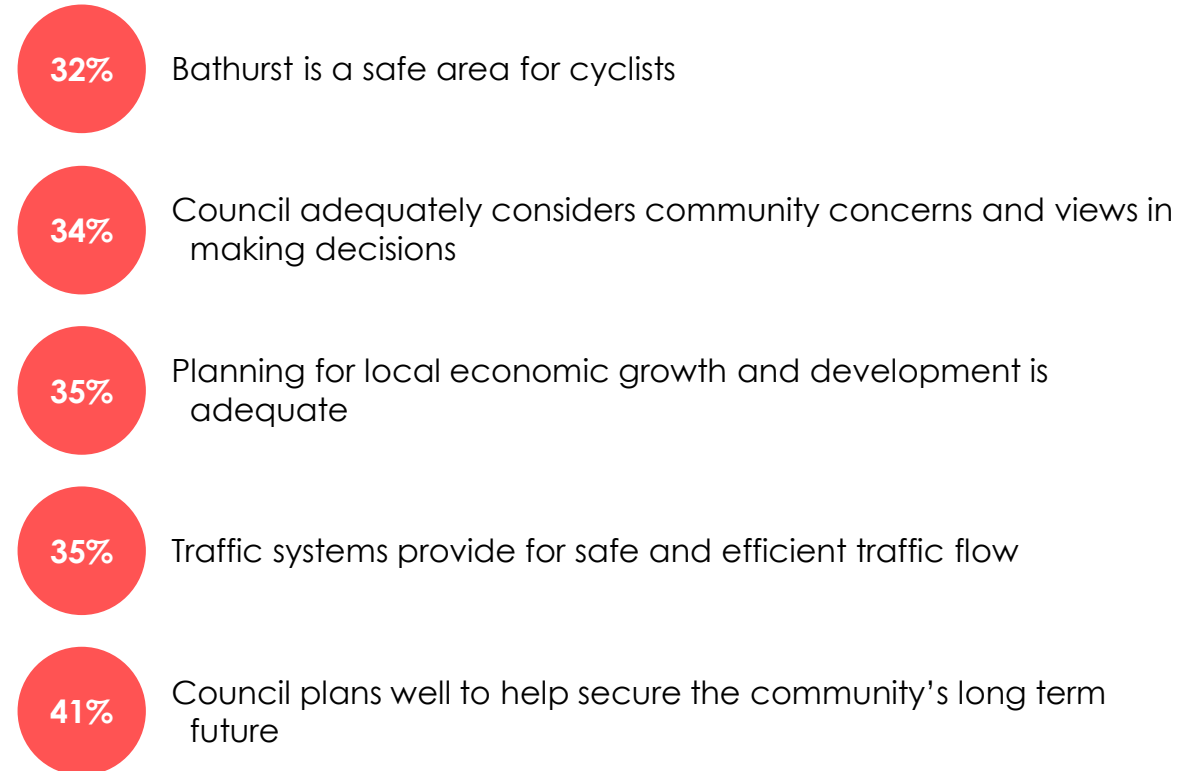 32%
Bathurst is a safe area for cyclists
34%
Council adequately considers community concerns and views in
making decisions
35%
Planning for local economic growth and development is
adequate
35%
Traffic systems provide for safe and efficient traffic flow
41%
Council plans well to help secure the community’s long term
future